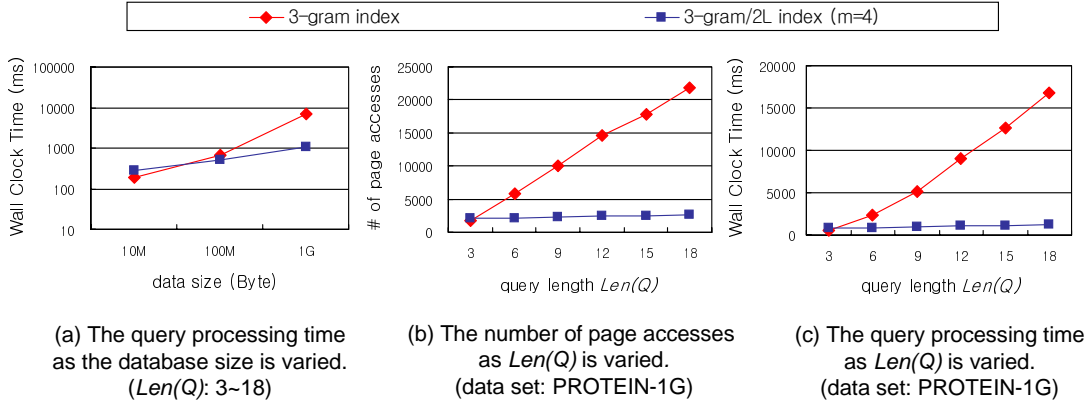 3-gram index
3-gram/2L index (m=4)
Wall Clock Time (ms)
100000
10000
1000
100
10
10M
100M
1G
data size (Byte)
(a) The query processing time
as the database size is varied.
(Len(Q): 3~18)
# of page accesses
25000
20000
15000
10000
5000
0
3
6
9
12
15
18
query length Len(Q)
(b) The number of page accesses
as Len(Q) is varied.
(data set: PROTEIN-1G)
Wall Clock Time (ms)
20000
15000
10000
5000
0
3
6
9
12
15
18
query length Len(Q)
(c) The query processing time
as Len(Q) is varied.
(data set: PROTEIN-1G)